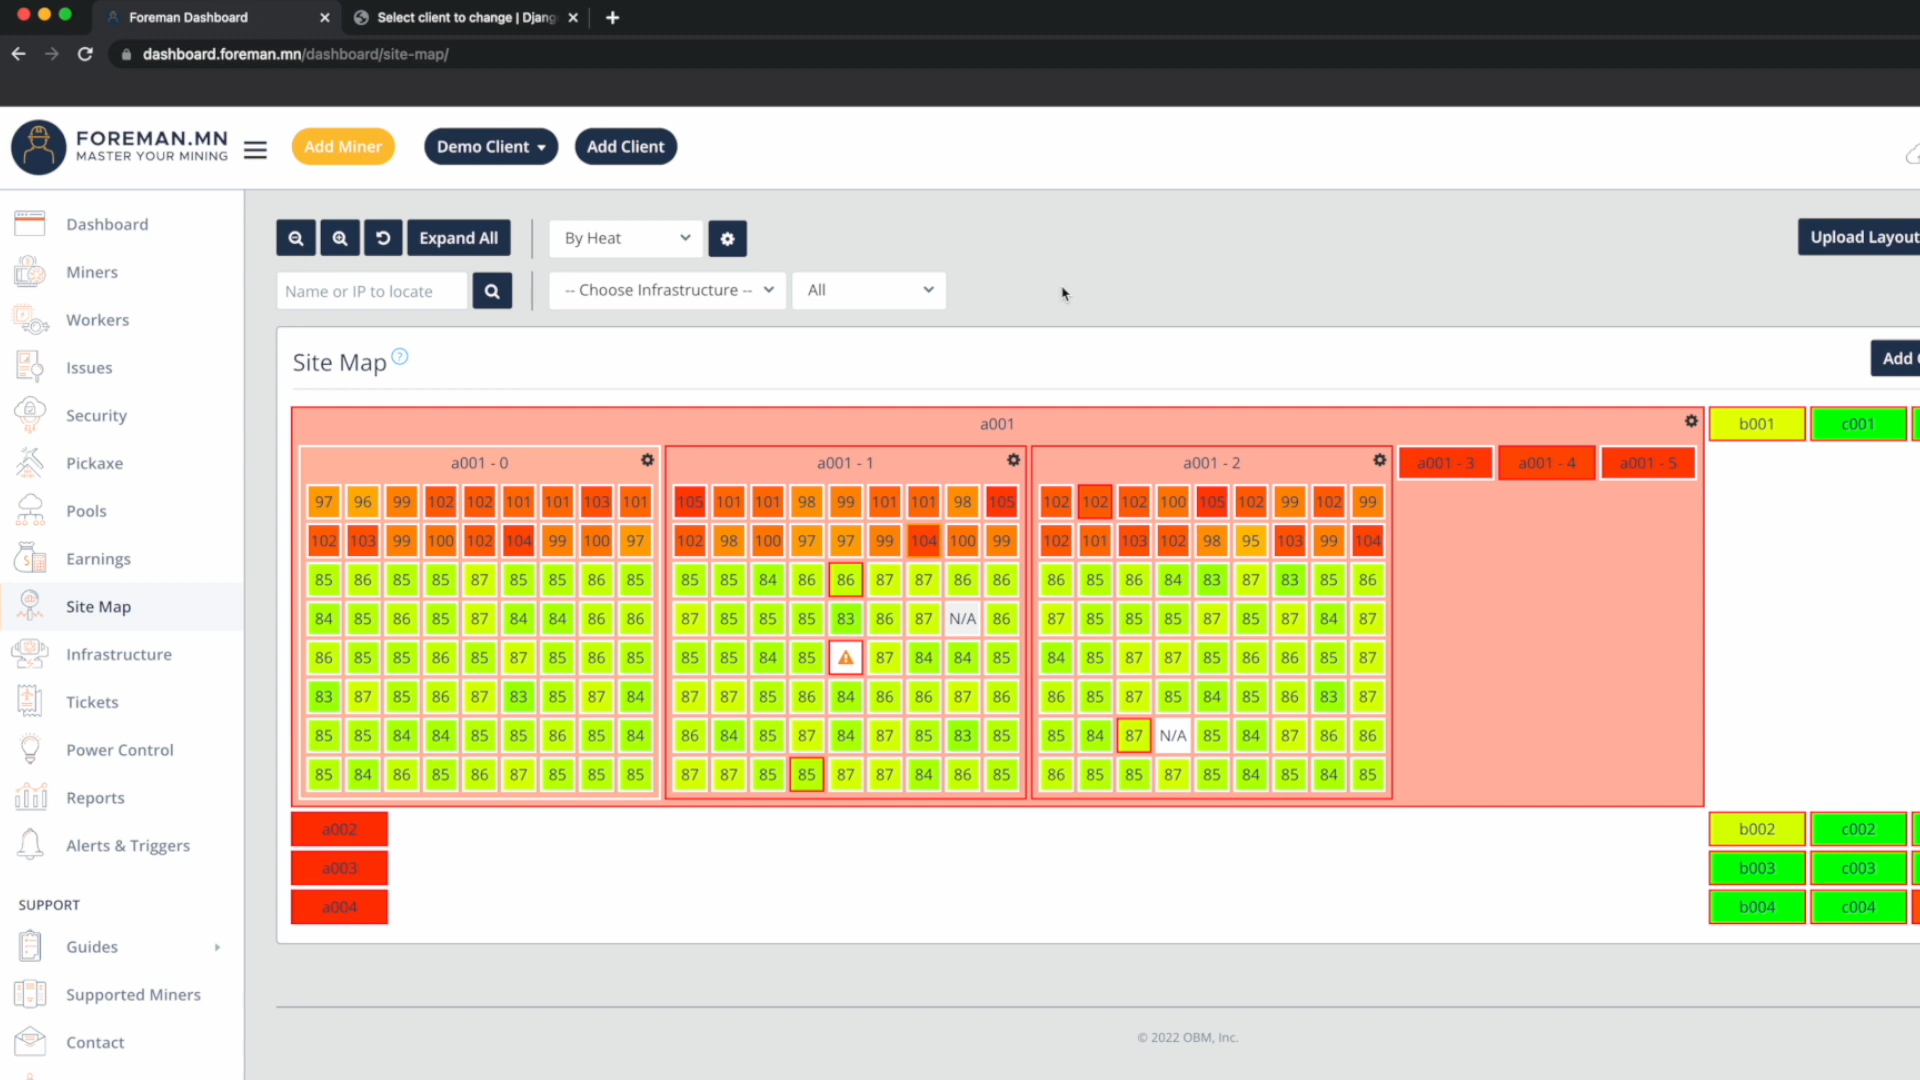 Foreman Dashboard
Select client to change | Djang
dashboard.foreman.mn/dashboard/site-map/
FOREMAN.MN
MASTER YOUR MINING
Add Miner
Demo Client
Add Client
Dashboard
Miners
Workers
Issues
Security
Pickaxe
Pools
Earnings
Site Map
Infrastructure
Tickets
Power Control
Reports
Alerts & Triggers
SUPPORT
Guides
Supported Miners
Contact
Expand All
By Heat
Upload Layout
Name or IP to locate
-- Choose Infrastructure --
All
Site Map ?
Add
a001
b001 c001
a001 - 0 a001 - 1 a001 - 2 a001 - 3 a001 - 4 a001 - 5
97 96 99 102 102 101 101 103 101 105 101 101 98 99 101 101 98 105 102 102 102 100 105 102 99 102 99
102 103 99 100 102 104 99 100 97 102 98 100 97 97 99 104 100 99 102 101 103 102 98 95 103 99 104
85 86 85 85 87 85 85 86 85 85 85 84 86 86 87 87 86 86 86 85 86 84 83 87 83 85 86
84 85 86 85 87 84 84 86 86 87 85 85 85 83 86 87 N/A 86 87 85 85 85 87 85 87 84 87
86 85 85 86 85 87 85 86 85 85 85 84 85 87 84 84 85 84 85 87 87 85 86 86 85 87
83 87 85 86 87 83 85 87 84 87 87 85 86 84 86 86 87 86 86 85 87 85 84 85 86 83 87
85 85 84 84 85 85 86 85 84 86 84 85 87 84 87 85 83 85 85 84 87 N/A 85 84 87 86 86
85 84 86 85 86 87 85 85 85 87 87 85 85 87 87 84 86 85 86 85 85 87 85 84 85 84 85
a002 b002 c002
a003 b003 c003
a004 b004 c004
© 2022 OBM, Inc.